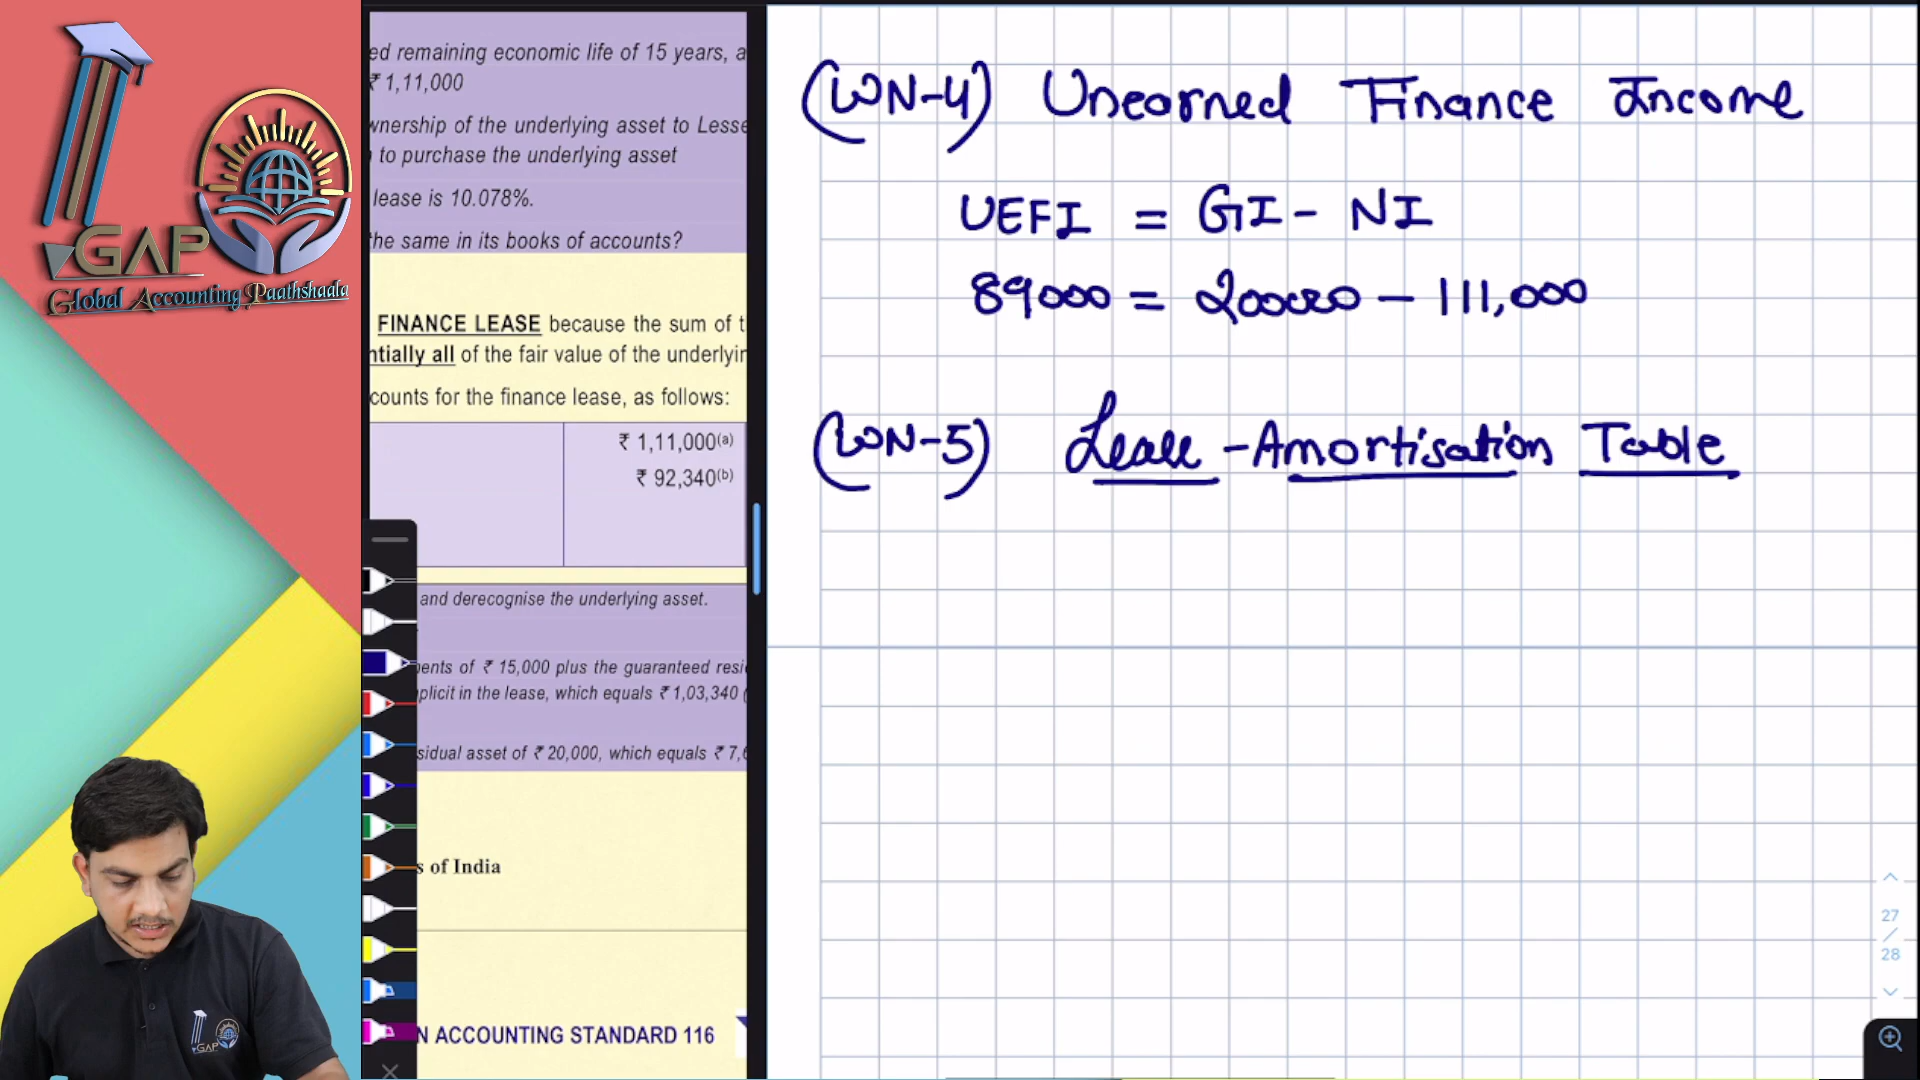 GAP
Global Accounting Paathshaala
GAP
ed remaining economic life of 15 years, a
₹ 1,11,000
wnership of the underlying asset to Lesse
to purchase the underlying asset
lease is 10.078%.
the same in its books of accounts?
FINANCE LEASE because the sum of t
ntially all of the fair value of the underlyin
counts for the finance lease, as follows:
₹ 1,11,000(a)
₹ 92,340(b)
and derecognise the underlying asset.
ents of ₹ 15,000 plus the guaranteed resi
plicit in the lease, which equals ₹ 1,03,340 (
sidual asset of ₹ 20,000, which equals ₹ 7,6
s of India
N ACCOUNTING STANDARD 116
(WN-4) Unearned Finance Income
UEFI = GI - NI
89000 = 200000 - 111,000
(WN-5) Lease - Amortisation Table
27
/
28